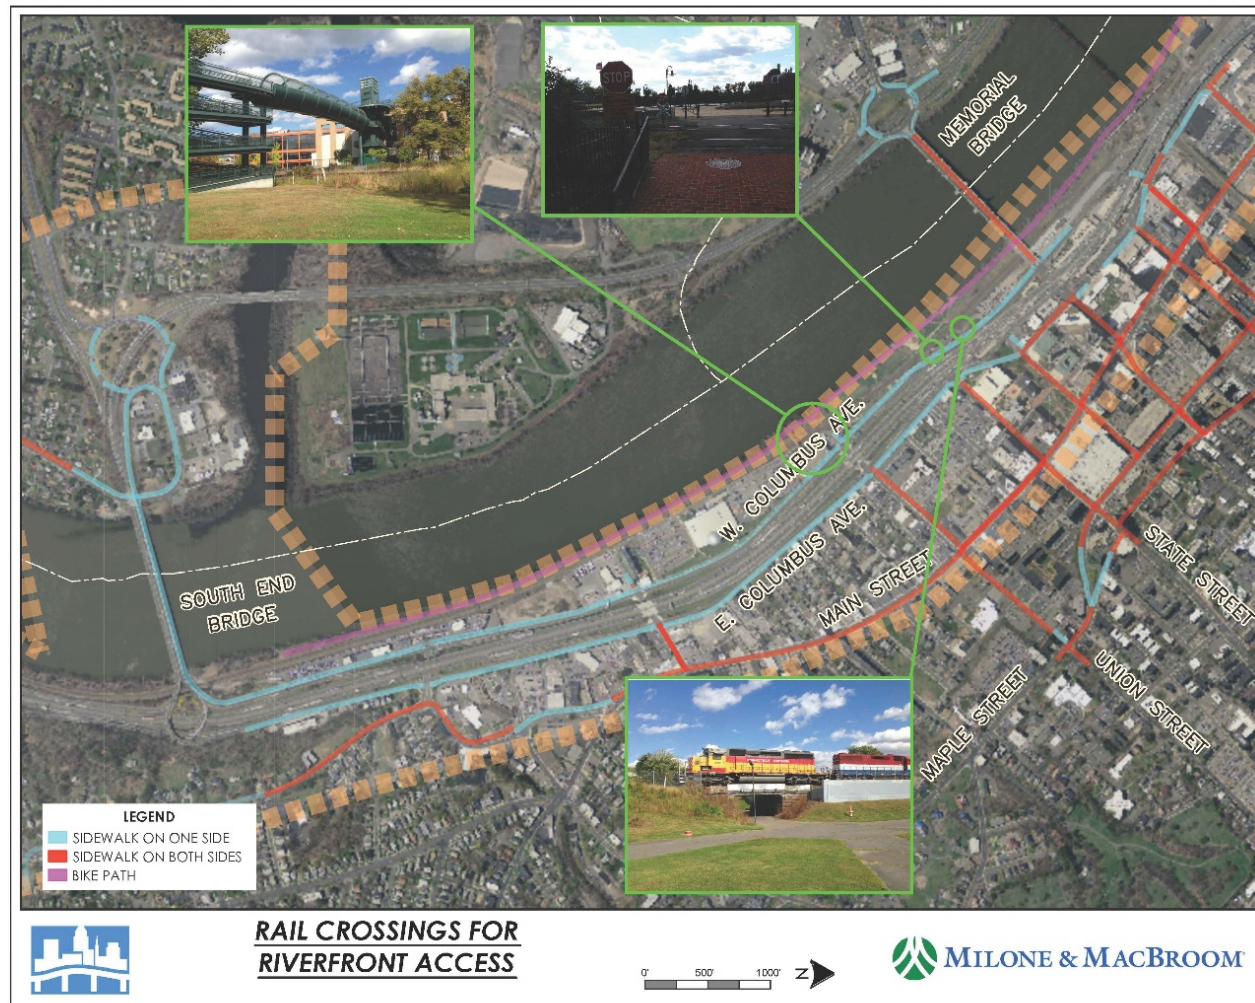 STOP
MEMORIAL
BRIDGE
W. COLUMBUS AVE.
E. COLUMBUS AVE.
SOUTH END
BRIDGE
MAIN STREET
STATE STREET
UNION STREET
MAPLE STREET
LEGEND
SIDEWALK ON ONE SIDE
SIDEWALK ON BOTH SIDES
BIKE PATH
RAIL CROSSINGS FOR
RIVERFRONT ACCESS
0' 500' 1000'
N
MILONE & MACBROOM®